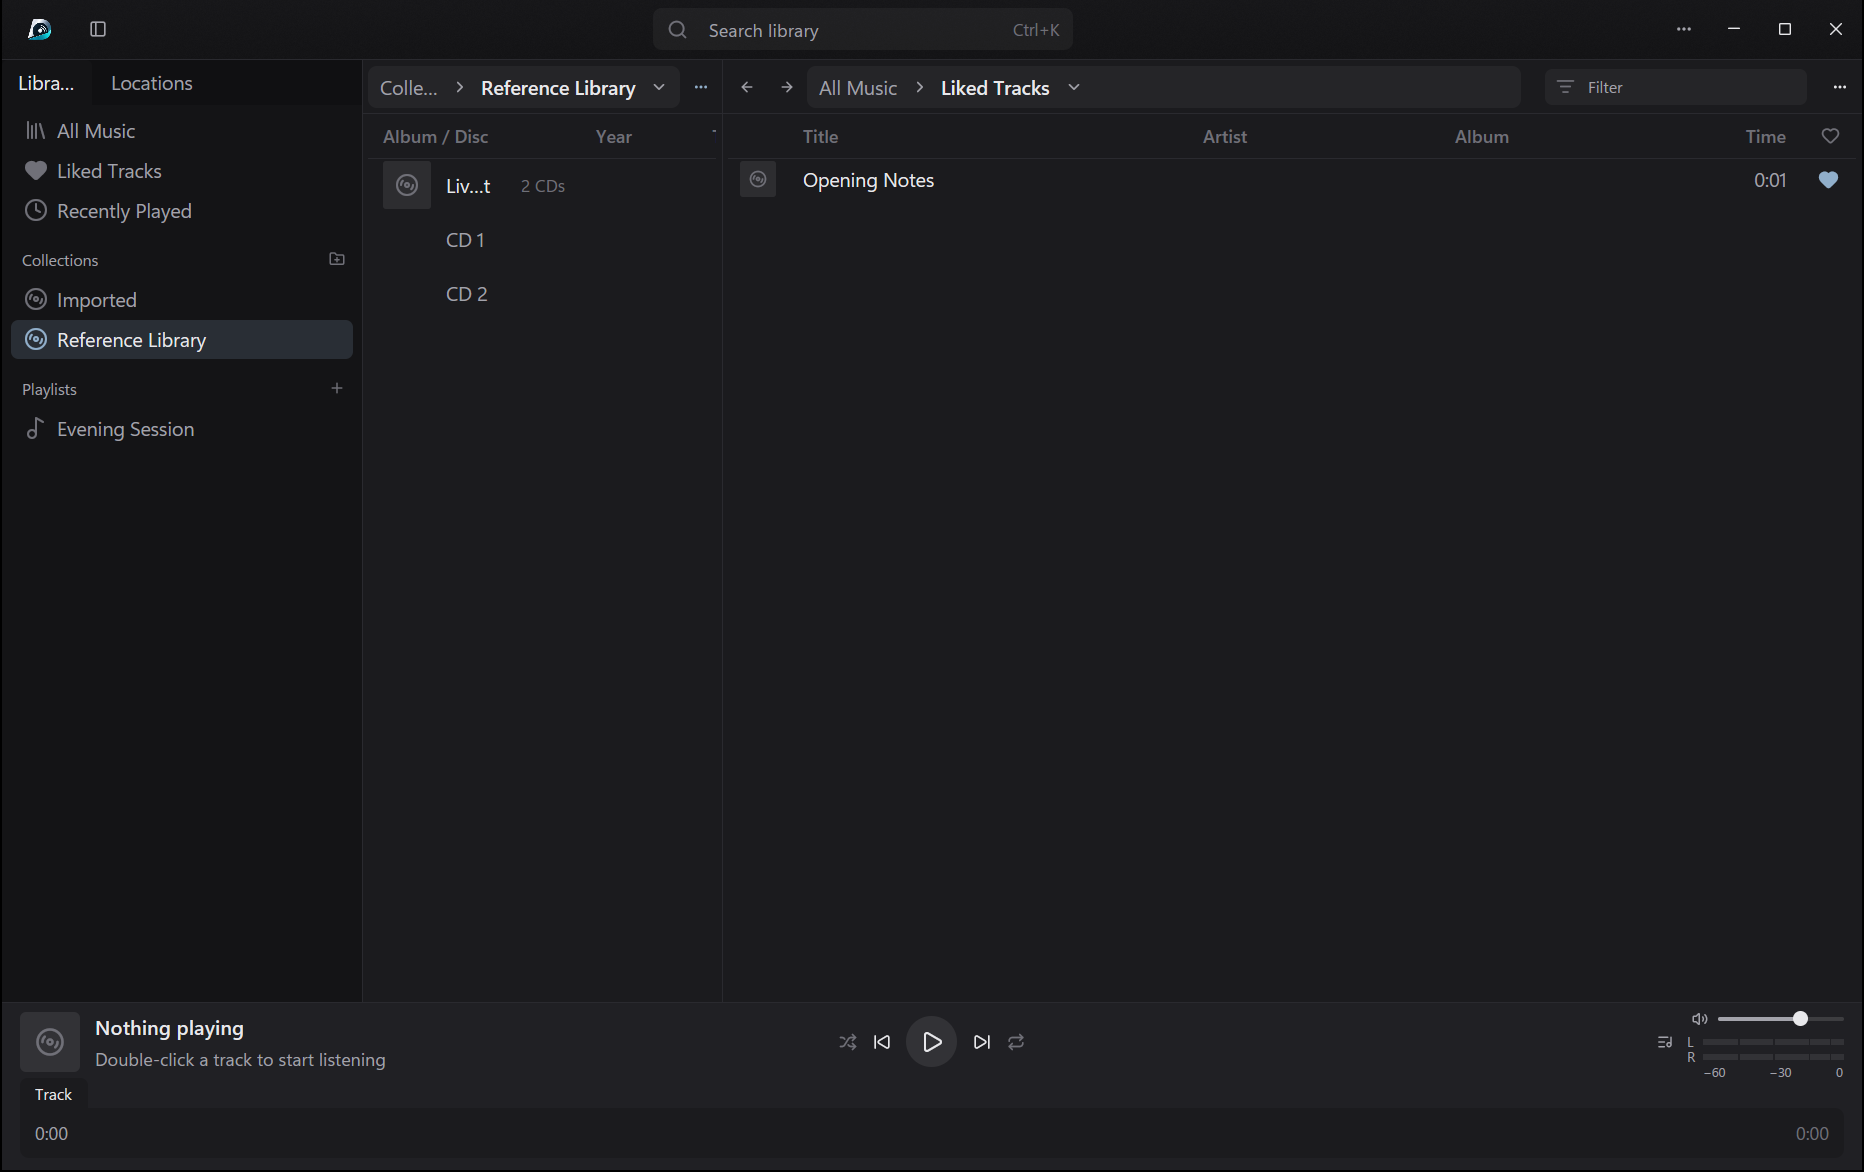 Search library
Ctrl+K
Libra...
Locations
All Music
Liked Tracks
Recently Played
Collections
Imported
Reference Library
Playlists
Evening Session
Colle...
Reference Library
Album / Disc
Year
Liv...t
2 CDs
CD 1
CD 2
All Music
Liked Tracks
Filter
Title
Artist
Album
Time
Opening Notes
0:01
Nothing playing
Double-click a track to start listening
L
R
-60
-30
0
Track
0:00
0:00